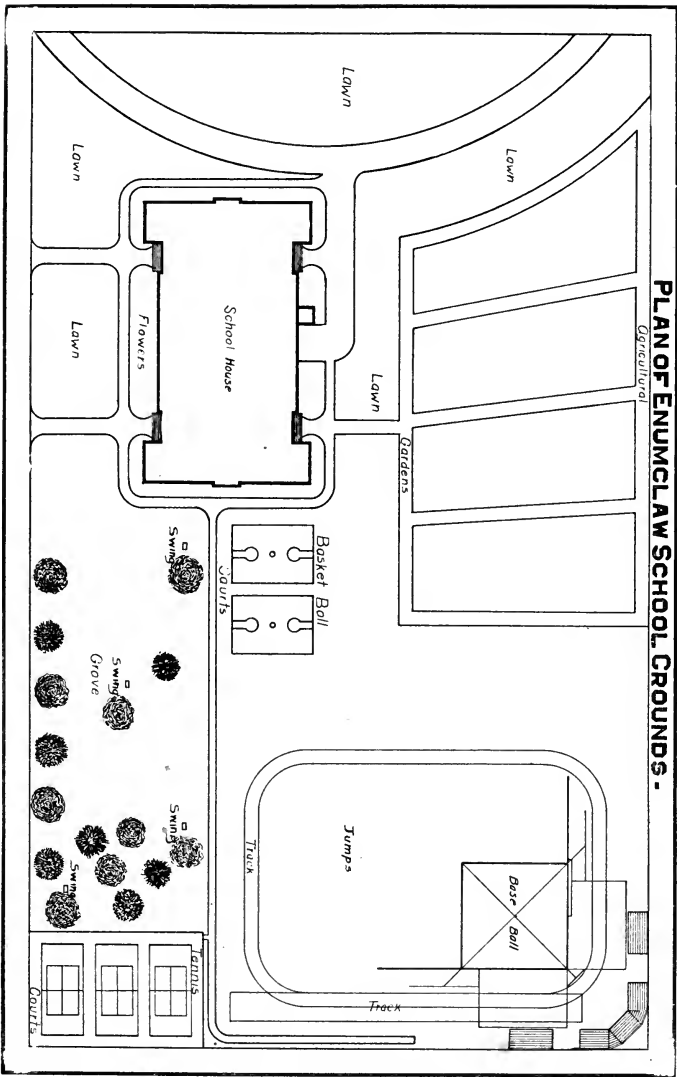 PLAN OF ENUMCLAW SCHOOL GROUNDS -
Agricultural
Gardens
Lawn
Lawn
Lawn
Lawn
Lawn
School House
Flowers
Basket Ball
Courts
Swing
Swing
Grove
Swing
Swing
Jumps
Track
Base Ball
Track
Tennis
Courts